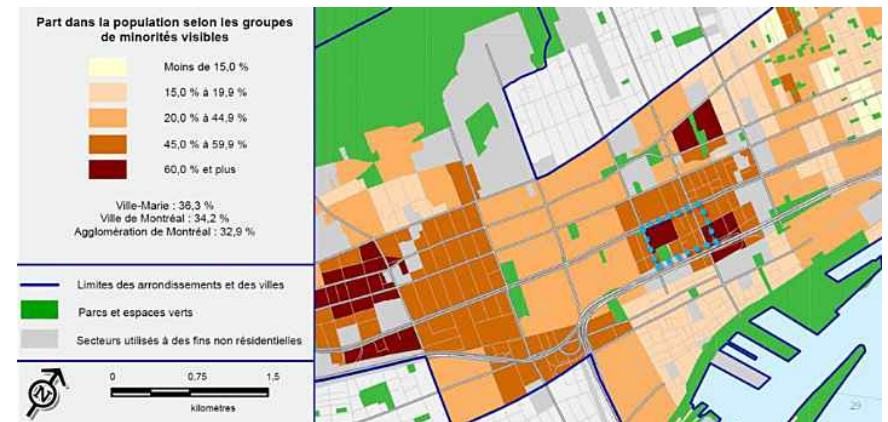 Part dans la population selon les groupes
de minorités visibles
Moins de 15,0 %
15,0 % à 19,9 %
20,0 % à 44,9 %
45,0 % à 59,9 %
60,0 % et plus
Ville-Marie : 36,3 %
Ville de Montréal : 34,2 %
Agglomération de Montréal : 32,9 %
Limites des arrondissements et des villes
Parcs et espaces verts
Secteurs utilisés à des fins non résidentielles
N
0 0,75 1,5
kilomètres
29